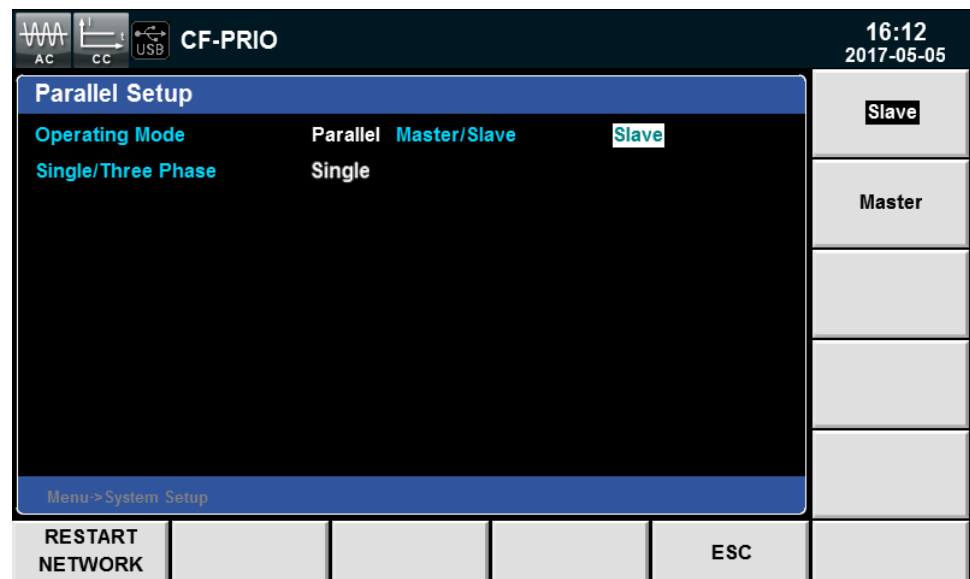 AC CC USB CF-PRIO 16:12
2017-05-05
Parallel Setup
Operating Mode Parallel Master/Slave Slave
Single/Three Phase Single
Menu->System Setup
Slave
Master
RESTART
NETWORK
ESC